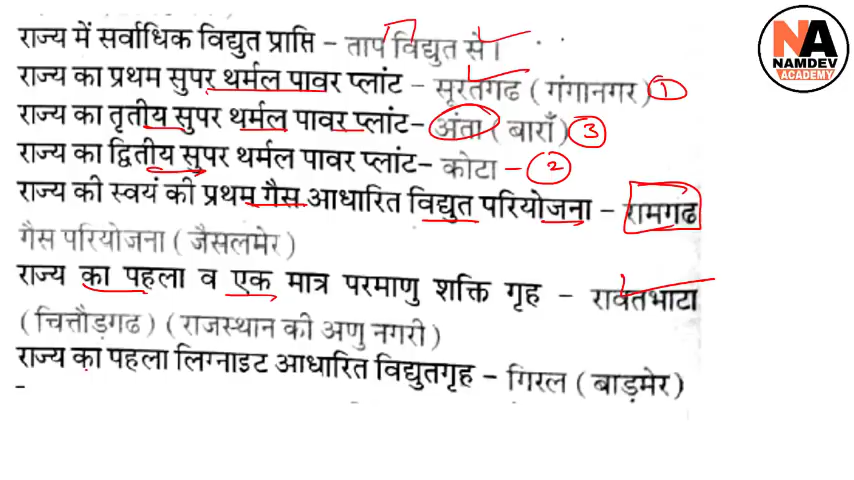 राज्य में सर्वाधिक विद्युत प्राप्ति – ताप विद्युत से।
राज्य का प्रथम सुपर थर्मल पावर प्लांट – सूरतगढ (गंगानगर) 1
राज्य का तृतीय सुपर थर्मल पावर प्लांट– अंता (बाराँ) 3
राज्य का द्वितीय सुपर थर्मल पावर प्लांट– कोटा – 2
राज्य की स्वयं की प्रथम गैस आधारित विद्युत परियोजना – रामगढ
गैस परियोजना (जैसलमेर)
राज्य का पहला व एक मात्र परमाणु शक्ति गृह – रावतभाटा
(चित्तौड़गढ) (राजस्थान की अणु नगरी)
राज्य का पहला लिग्नाइट आधारित विद्युतगृह – गिरल (बाड़मेर)
NA
NAMDEV
ACADEMY